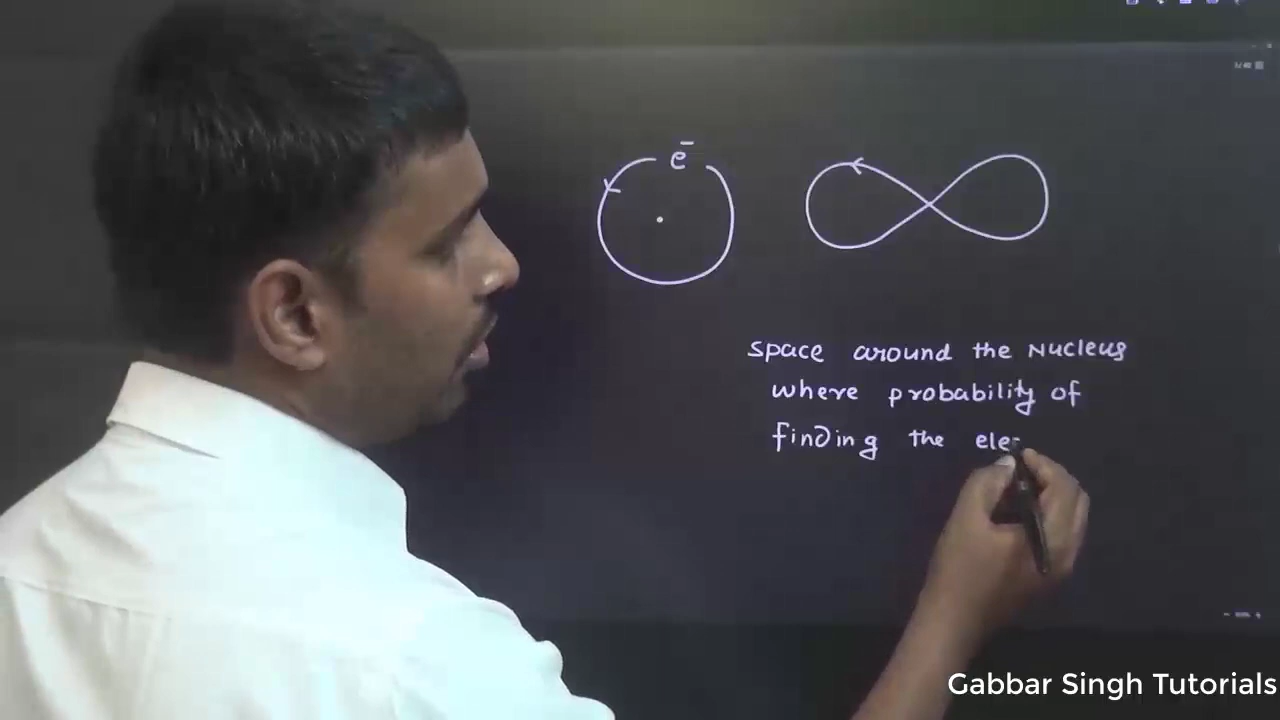 e⁻
space around the Nucleus
where probability of
finding the ele
Gabbar Singh Tutorials